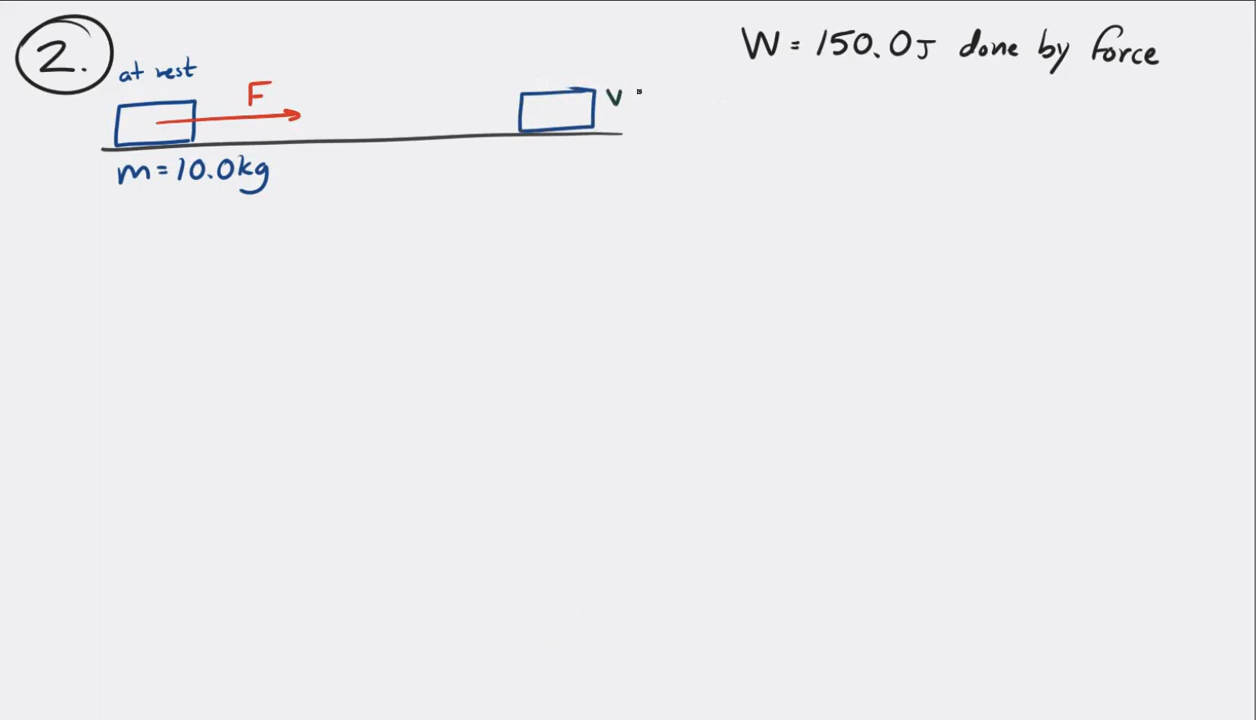 2.
W = 150.0J done by force
at rest
F
v
m = 10.0kg